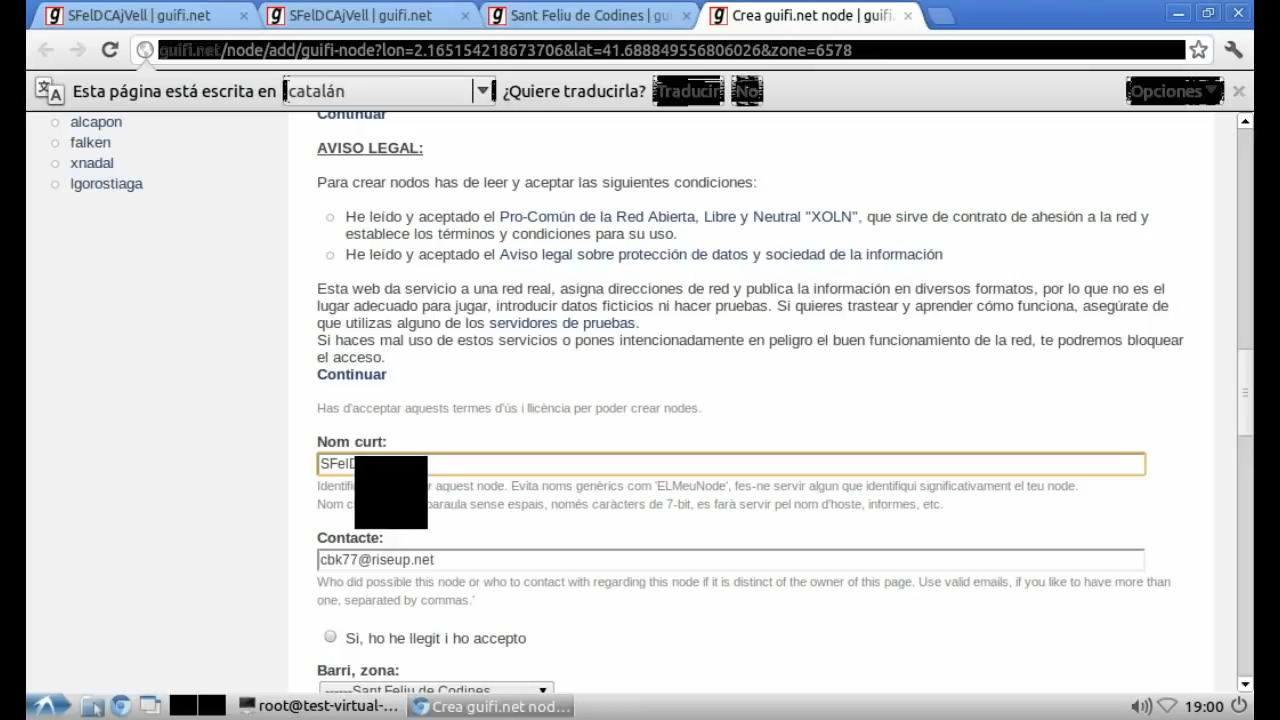 SFelDCAjVell | guifi.net
SFelDCAjVell | guifi.net
Sant Feliu de Codines | gui
Crea guifi.net node | guifi.
guifi.net/node/add/guifi-node?lon=2.165154218673706&lat=41.688849556806026&zone=6578
Esta página está escrita en catalán ¿Quiere traducirla? Traducir No Opciones
alcapon
falken
xnadal
lgorostiaga
Continuar
AVISO LEGAL:
Para crear nodos has de leer y aceptar las siguientes condiciones:
He leído y aceptado el Pro-Común de la Red Abierta, Libre y Neutral "XOLN", que sirve de contrato de ahesión a la red y
establece los términos y condiciones para su uso.
He leído y aceptado el Aviso legal sobre protección de datos y sociedad de la información
Esta web da servicio a una red real, asigna direcciones de red y publica la información en diversos formatos, por lo que no es el
lugar adecuado para jugar, introducir datos ficticios ni hacer pruebas. Si quieres trastear y aprender cómo funciona, asegúrate de
que utilizas alguno de los servidores de pruebas.
Si haces mal uso de estos servicios o pones intencionadamente en peligro el buen funcionamiento de la red, te podremos bloquear
el acceso.
Continuar
Has d'acceptar aquests termes d'ús i llicència per poder crear nodes.
Nom curt:
SFelD
aquest node. Evita noms genèrics com 'ELMeuNode', fes-ne servir algun que identifiqui significativament el teu node.
Nom sense espais, només caràcters de 7-bit, es farà servir pel nom d'hoste, informes, etc.
Contacte:
cbk77@riseup.net
Who did possible this node or who to contact with regarding this node if it is distinct of the owner of this page. Use valid emails, if you like to have more than
one, separated by commas.'
Si, ho he llegit i ho accepto
Barri, zona:
------Sant Feliu de Codines
root@test-virtual-...
Crea guifi.net nod...
19:00